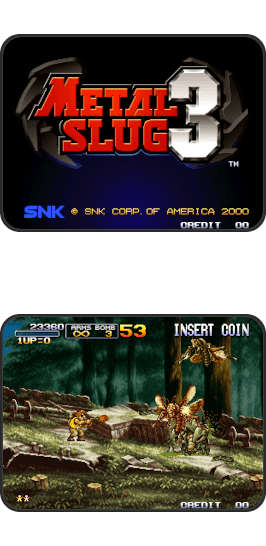 METAL
SLUG 3
TM
SNK © SNK CORP. OF AMERICA 2000
CREDIT 00
23360 ARMS BOMB 53 INSERT COIN
∞ 3
1UP=0
CREDIT 00